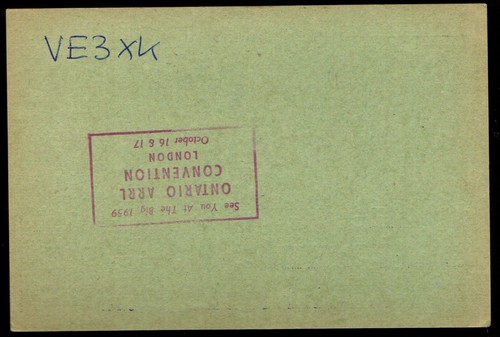 VE3XK
See You At The Big 1959
ONTARIO ARRL
CONVENTION
LONDON
October 16 & 17